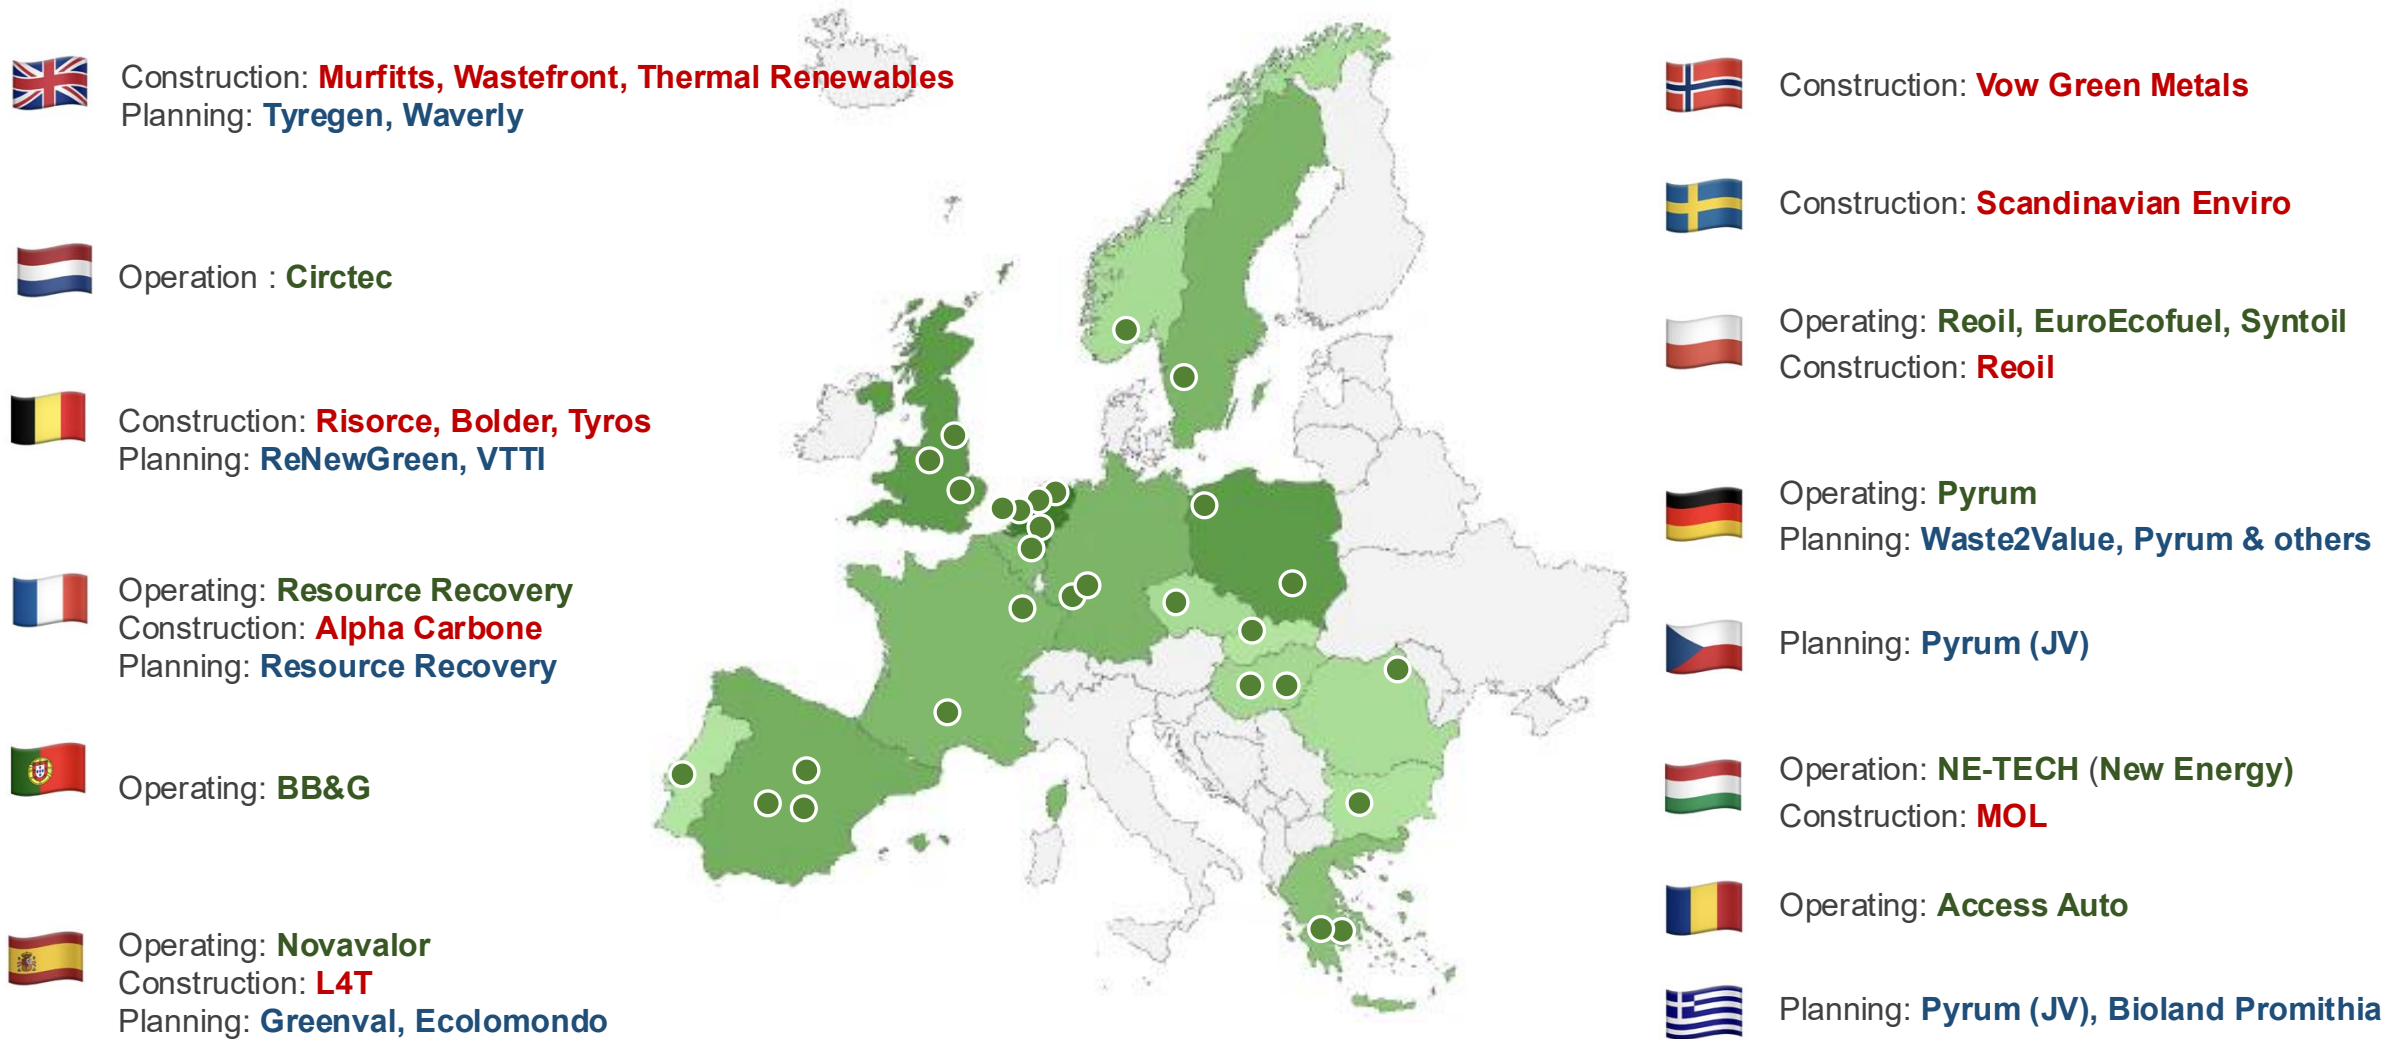 Construction: Murfitts, Wastefront, Thermal Renewables
Planning: Tyregen, Waverly
Operation : Circtec
Construction: Risorce, Bolder, Tyros
Planning: ReNewGreen, VTTI
Operating: Resource Recovery
Construction: Alpha Carbone
Planning: Resource Recovery
Operating: BB&G
Operating: Novavalor
Construction: L4T
Planning: Greenval, Ecolomondo
Construction: Vow Green Metals
Construction: Scandinavian Enviro
Operating: Reoil, EuroEcofuel, Syntoil
Construction: Reoil
Operating: Pyrum
Planning: Waste2Value, Pyrum & others
Planning: Pyrum (JV)
Operation: NE-TECH (New Energy)
Construction: MOL
Operating: Access Auto
Planning: Pyrum (JV), Bioland Promithia